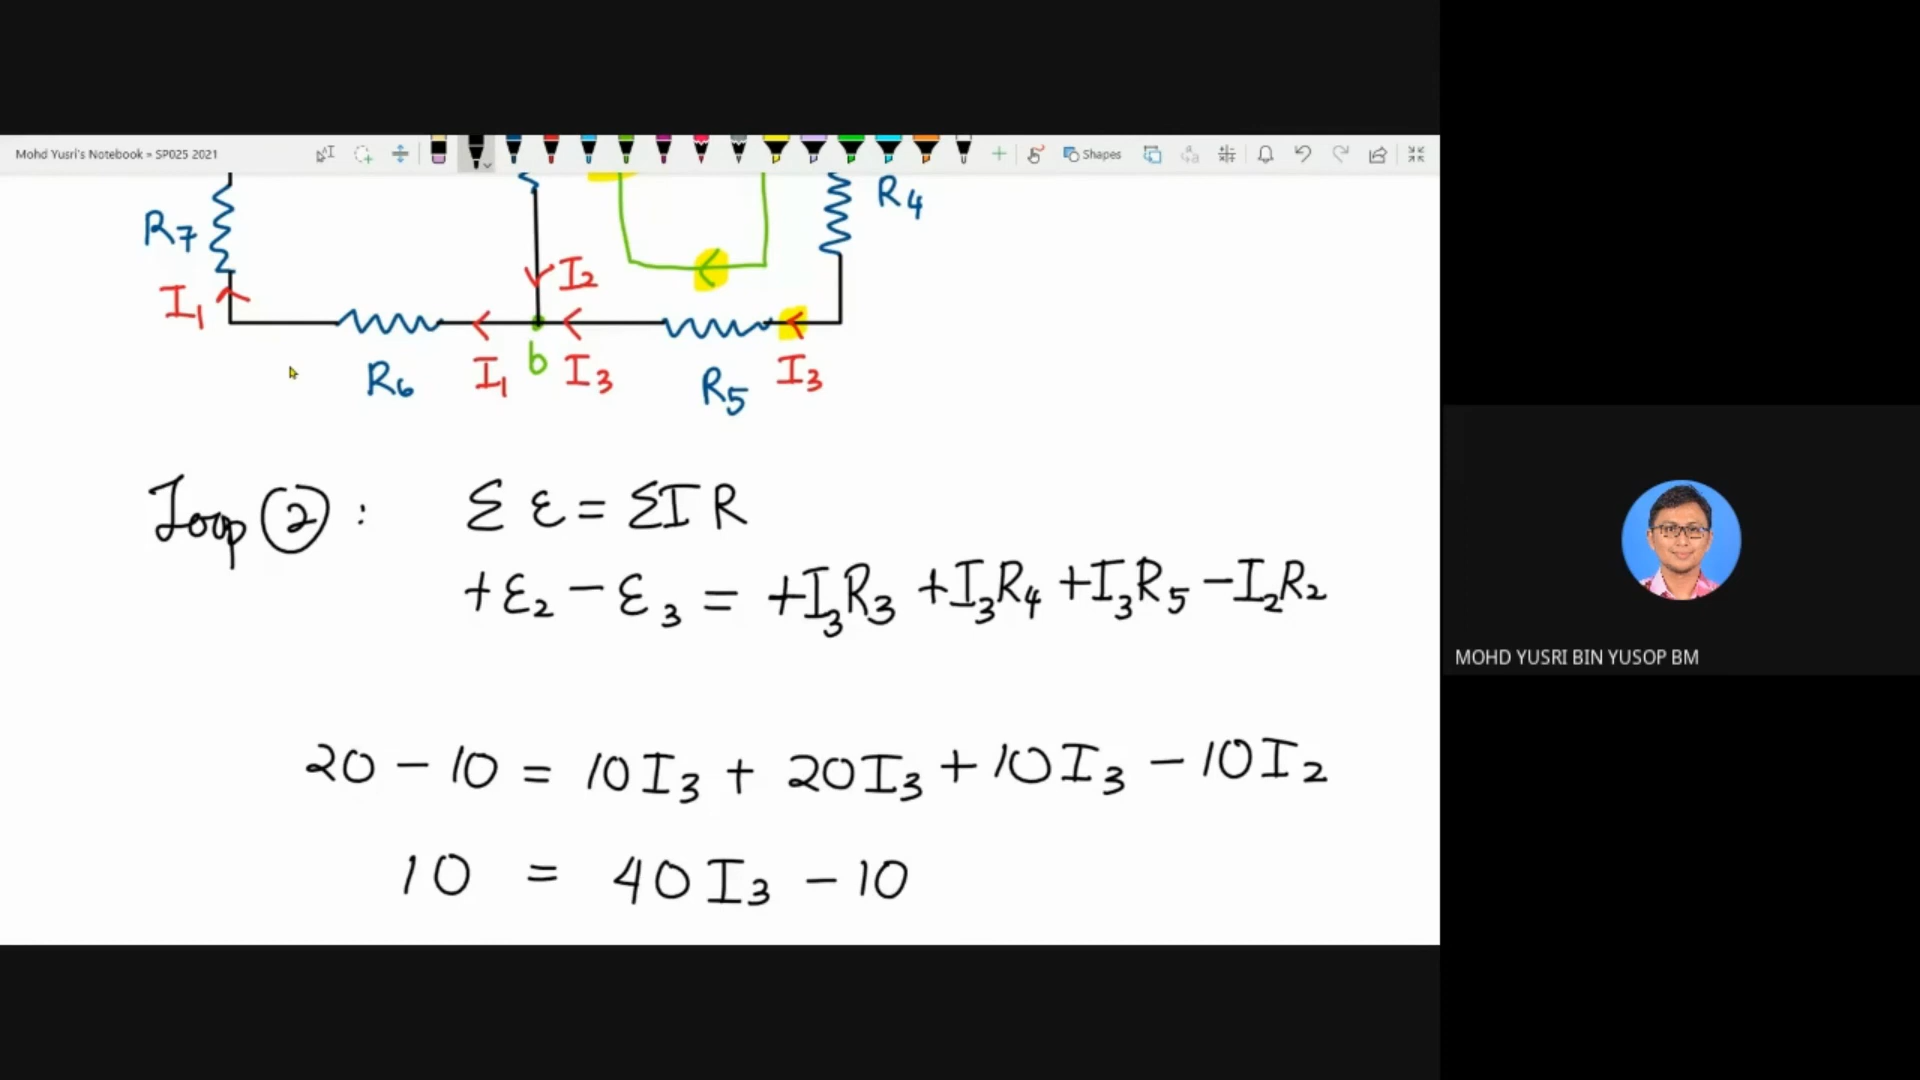 Mohd Yusri's Notebook » SP025 2021
Shapes
R7
R4
I2
I1
R6
I1
b
I3
R5
I3
Loop ② :
Σ ε = Σ I R
+ε2 − ε3 = +I3R3 +I3R4 +I3R5 −I2R2
20 − 10 = 10I3 + 20I3 + 10I3 − 10I2
10 = 40I3 − 10
MOHD YUSRI BIN YUSOP BM